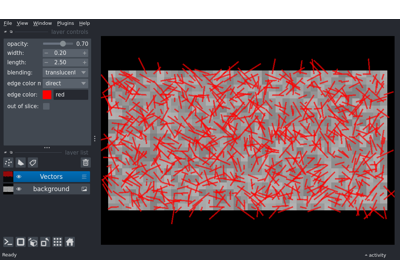 File View Window Plugins Help
layer controls
opacity: 0.70
width: 0.20
length: 2.50
blending: translucent
edge color m direct
edge color: red
out of slice:
layer list
Vectors
background
Ready
activity